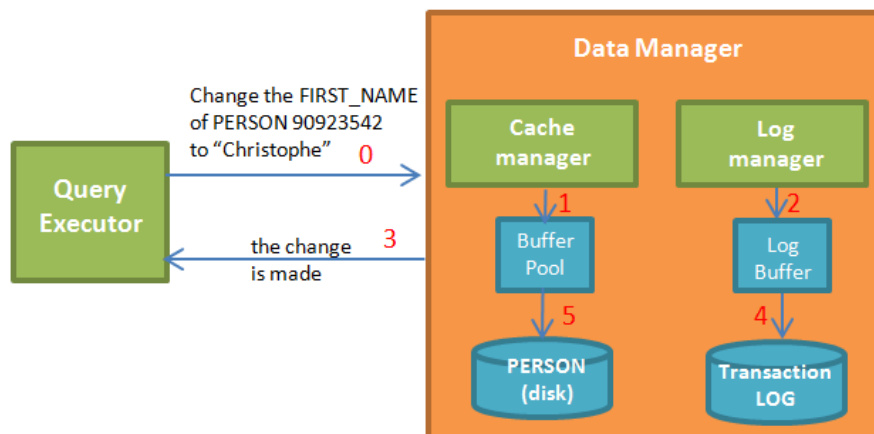 Data Manager
Change the FIRST_NAME
of PERSON 90923542
to “Christophe”
0
Query
Executor
3
the change
is made
Cache
manager
Log
manager
1
2
Buffer
Pool
Log
Buffer
5
4
PERSON
(disk)
Transaction
LOG